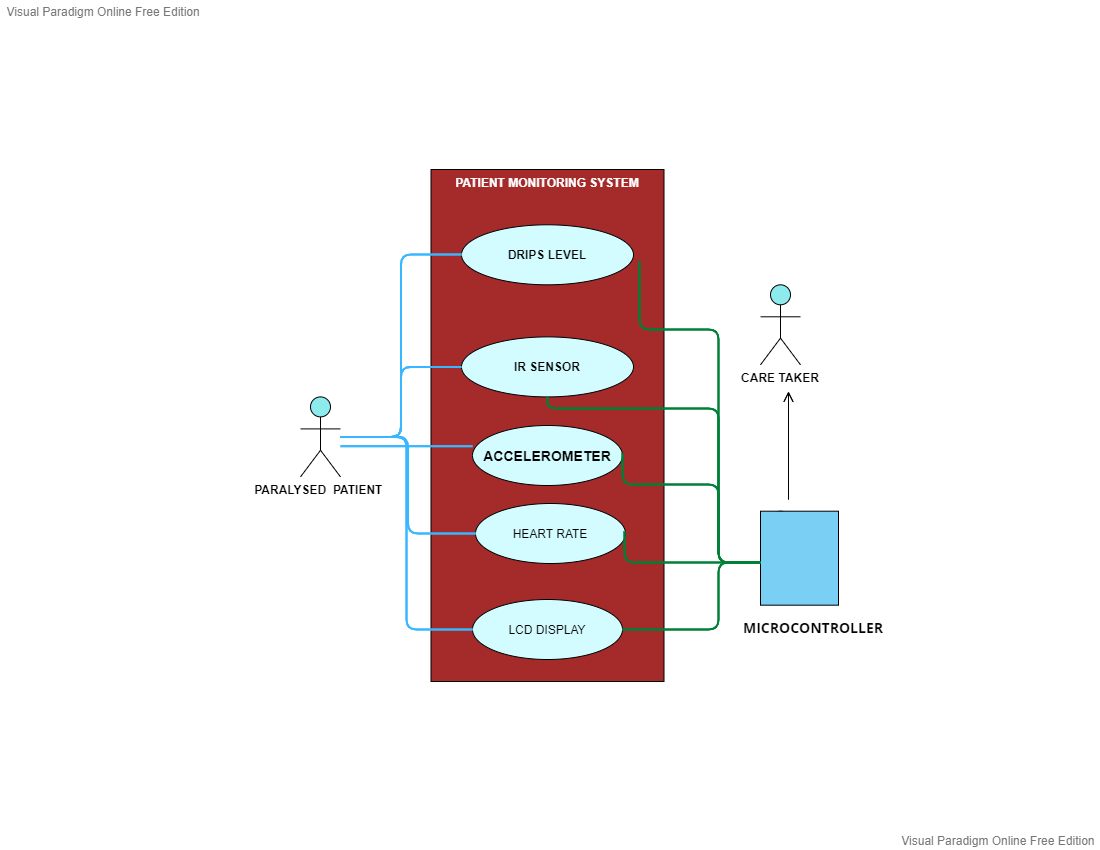 Visual Paradigm Online Free Edition
PATIENT MONITORING SYSTEM
DRIPS LEVEL
IR SENSOR
CARE TAKER
ACCELEROMETER
PARALYSED PATIENT
HEART RATE
LCD DISPLAY
MICROCONTROLLER
Visual Paradigm Online Free Edition